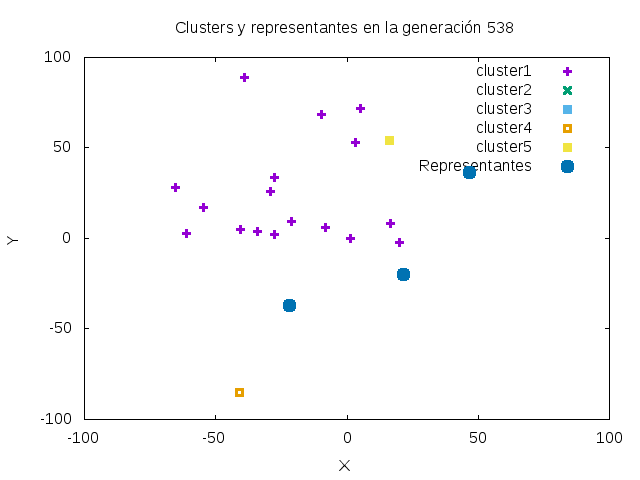 Clusters y representantes en la generación 538
100
50
0
-50
-100
-100
-50
0
50
100
Y
X
cluster1
cluster2
cluster3
cluster4
cluster5
Representantes